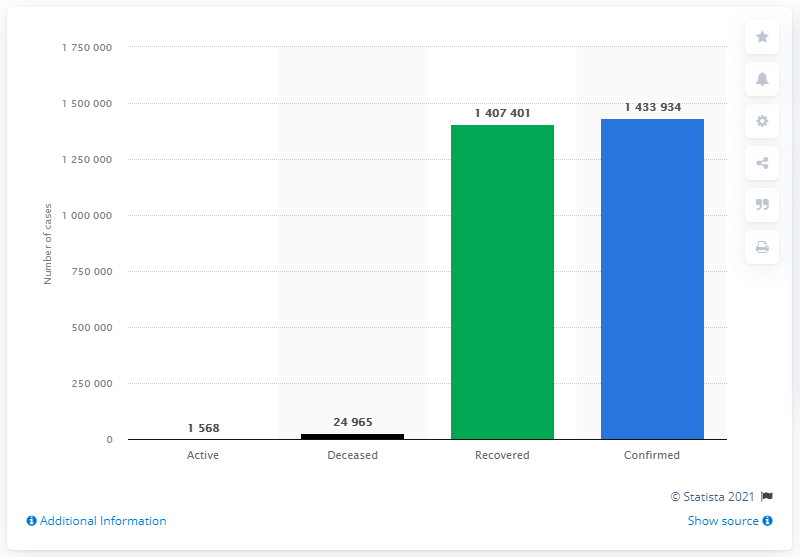 1 750 000
1 500 000
1 250 000
1 000 000
750 000
500 000
250 000
0
Number of cases
1 568
24 965
1 407 401
1 433 934
Active
Deceased
Recovered
Confirmed
© Statista 2021
Additional Information
Show source